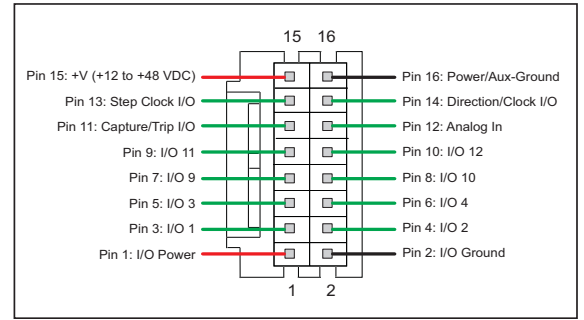 15 16
Pin 15: +V (+12 to +48 VDC)
Pin 16: Power/Aux-Ground
Pin 13: Step Clock I/O
Pin 14: Direction/Clock I/O
Pin 11: Capture/Trip I/O
Pin 12: Analog In
Pin 9: I/O 11
Pin 10: I/O 12
Pin 7: I/O 9
Pin 8: I/O 10
Pin 5: I/O 3
Pin 6: I/O 4
Pin 3: I/O 1
Pin 4: I/O 2
Pin 1: I/O Power
Pin 2: I/O Ground
1 2